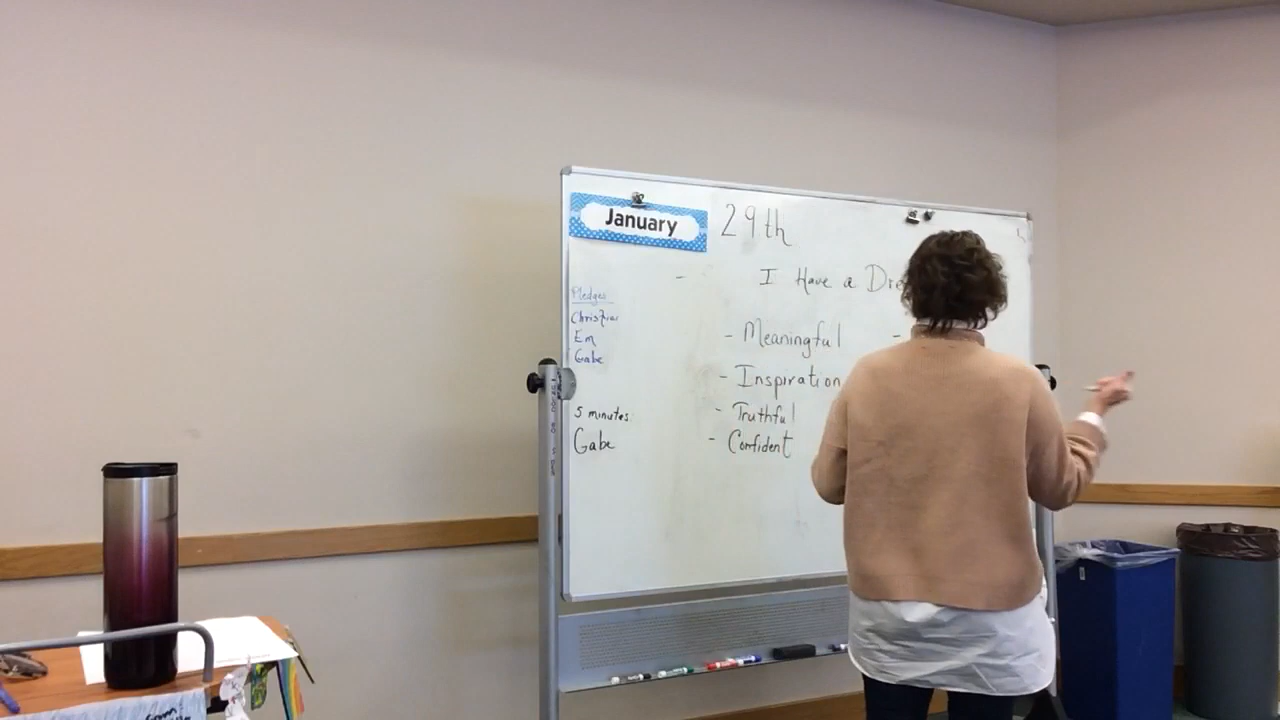 January 29th
- I Have a Dre
Pledges
Christian
Em
Gabe
- Meaningful -
- Inspiration
- Truthful
- Confident
5 minutes:
Gabe